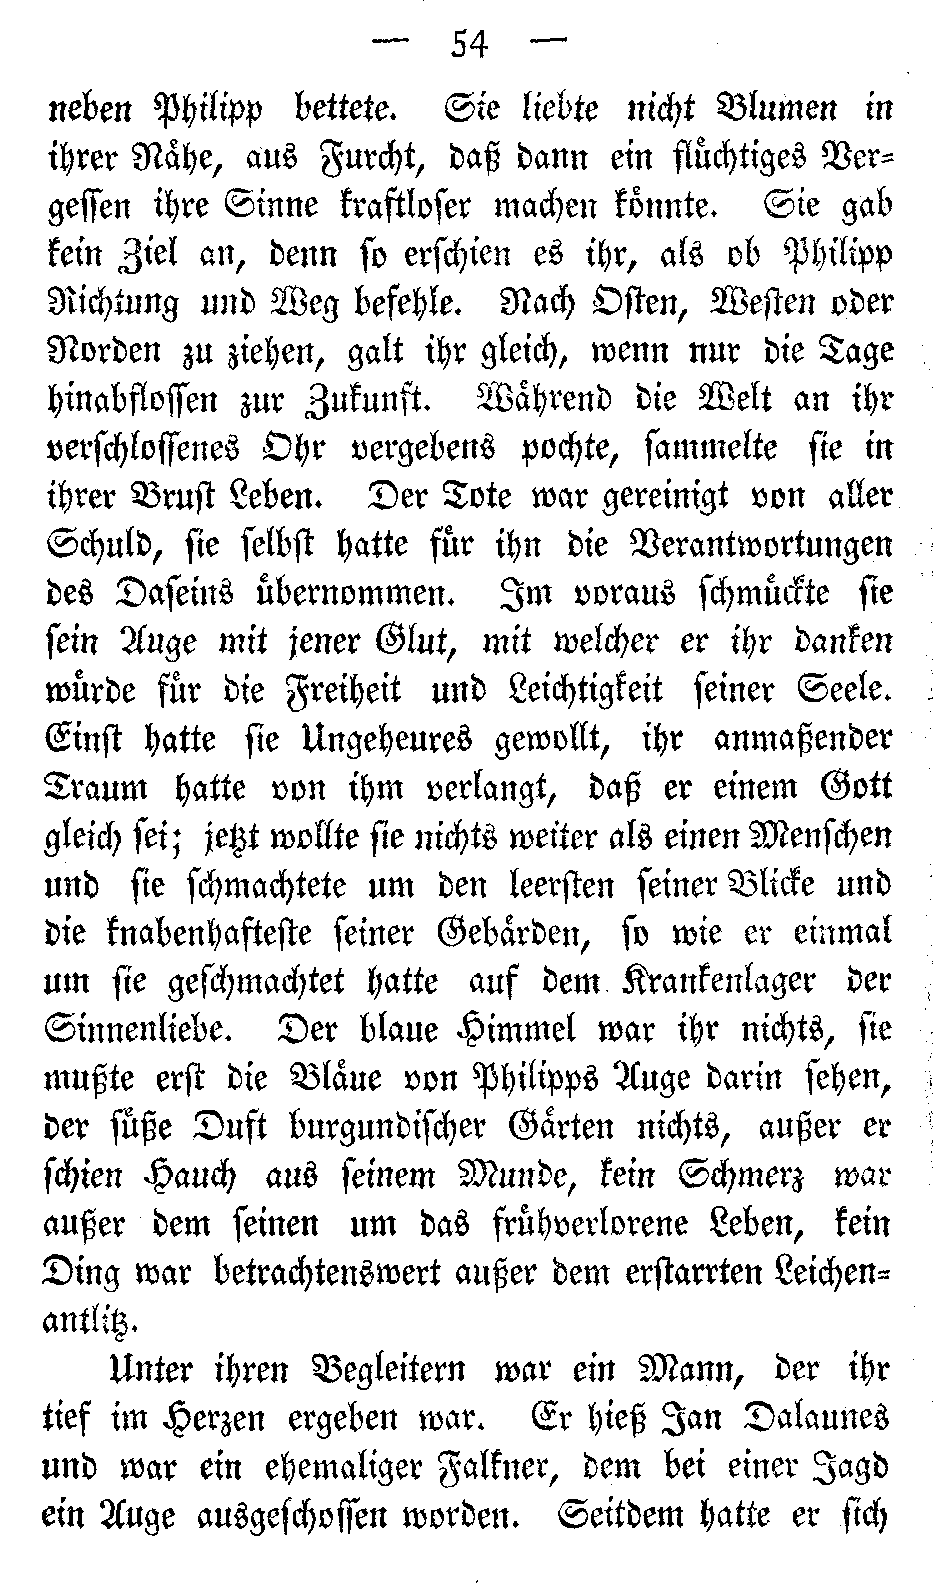 — 54 —
neben Philipp bettete. Sie liebte nicht Blumen in
ihrer Nähe, aus Furcht, daß dann ein flüchtiges Ver-
gessen ihre Sinne kraftloser machen könnte. Sie gab
kein Ziel an, denn so erschien es ihr, als ob Philipp
Richtung und Weg befehle. Nach Osten, Westen oder
Norden zu ziehen, galt ihr gleich, wenn nur die Tage
hinabflossen zur Zukunft. Während die Welt an ihr
verschlossenes Ohr vergebens pochte, sammelte sie in
ihrer Brust Leben. Der Tote war gereinigt von aller
Schuld, sie selbst hatte für ihn die Verantwortungen
des Daseins übernommen. Im voraus schmückte sie
sein Auge mit jener Glut, mit welcher er ihr danken
würde für die Freiheit und Leichtigkeit seiner Seele.
Einst hatte sie Ungeheures gewollt, ihr anmaßender
Traum hatte von ihm verlangt, daß er einem Gott
gleich sei; jetzt wollte sie nichts weiter als einen Menschen
und sie schmachtete um den leersten seiner Blicke und
die knabenhafteste seiner Gebärden, so wie er einmal
um sie geschmachtet hatte auf dem Krankenlager der
Sinnenliebe. Der blaue Himmel war ihr nichts, sie
mußte erst die Bläue von Philipps Auge darin sehen,
der süße Duft burgundischer Gärten nichts, außer er
schien Hauch aus seinem Munde, kein Schmerz war
außer dem seinen um das frühverlorene Leben, kein
Ding war betrachtenswert außer dem erstarrten Leichen-
antlitz.
Unter ihren Begleitern war ein Mann, der ihr
tief im Herzen ergeben war. Er hieß Jan Dalaunes
und war ein ehemaliger Falkner, dem bei einer Jagd
ein Auge ausgeschossen worden. Seitdem hatte er sich